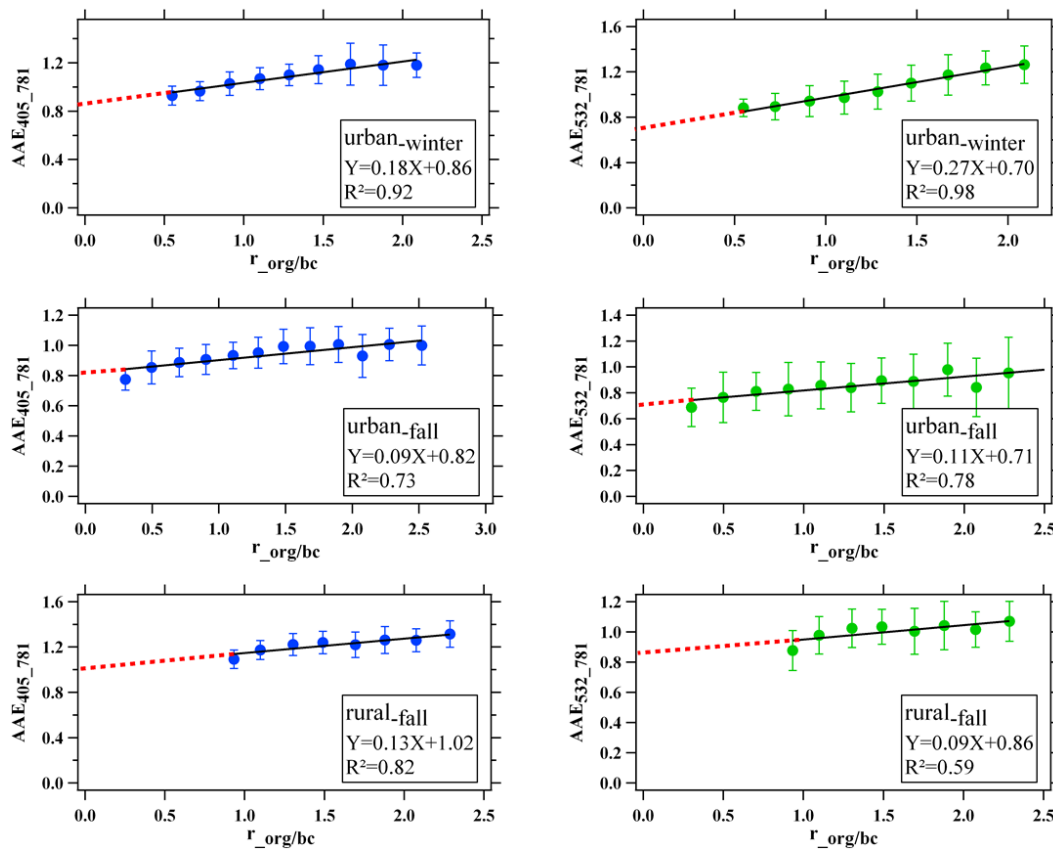 1.6
1.2
0.8
0.4
0.0
AAE405_781
urban-winter
Y=0.18X+0.86
R²=0.92
0.0 0.5 1.0 1.5 2.0 2.5
r_org/bc
1.6
1.2
0.8
0.4
0.0
AAE532_781
urban-winter
Y=0.27X+0.70
R²=0.98
0.0 0.5 1.0 1.5 2.0
r_org/bc
1.2
1.0
0.8
0.6
0.4
0.2
0.0
AAE405_781
urban-fall
Y=0.09X+0.82
R²=0.73
0.0 0.5 1.0 1.5 2.0 2.5 3.0
r_org/bc
1.4
1.2
1.0
0.8
0.6
0.4
0.2
0.0
AAE532_781
urban-fall
Y=0.11X+0.71
R²=0.78
0.0 0.5 1.0 1.5 2.0 2.5
r_org/bc
1.6
1.2
0.8
0.4
0.0
AAE405_781
rural-fall
Y=0.13X+1.02
R²=0.82
0.0 0.5 1.0 1.5 2.0 2.5
r_org/bc
1.2
1.0
0.8
0.6
0.4
0.2
0.0
AAE532_781
rural-fall
Y=0.09X+0.86
R²=0.59
0.0 0.5 1.0 1.5 2.0 2.5
r_org/bc